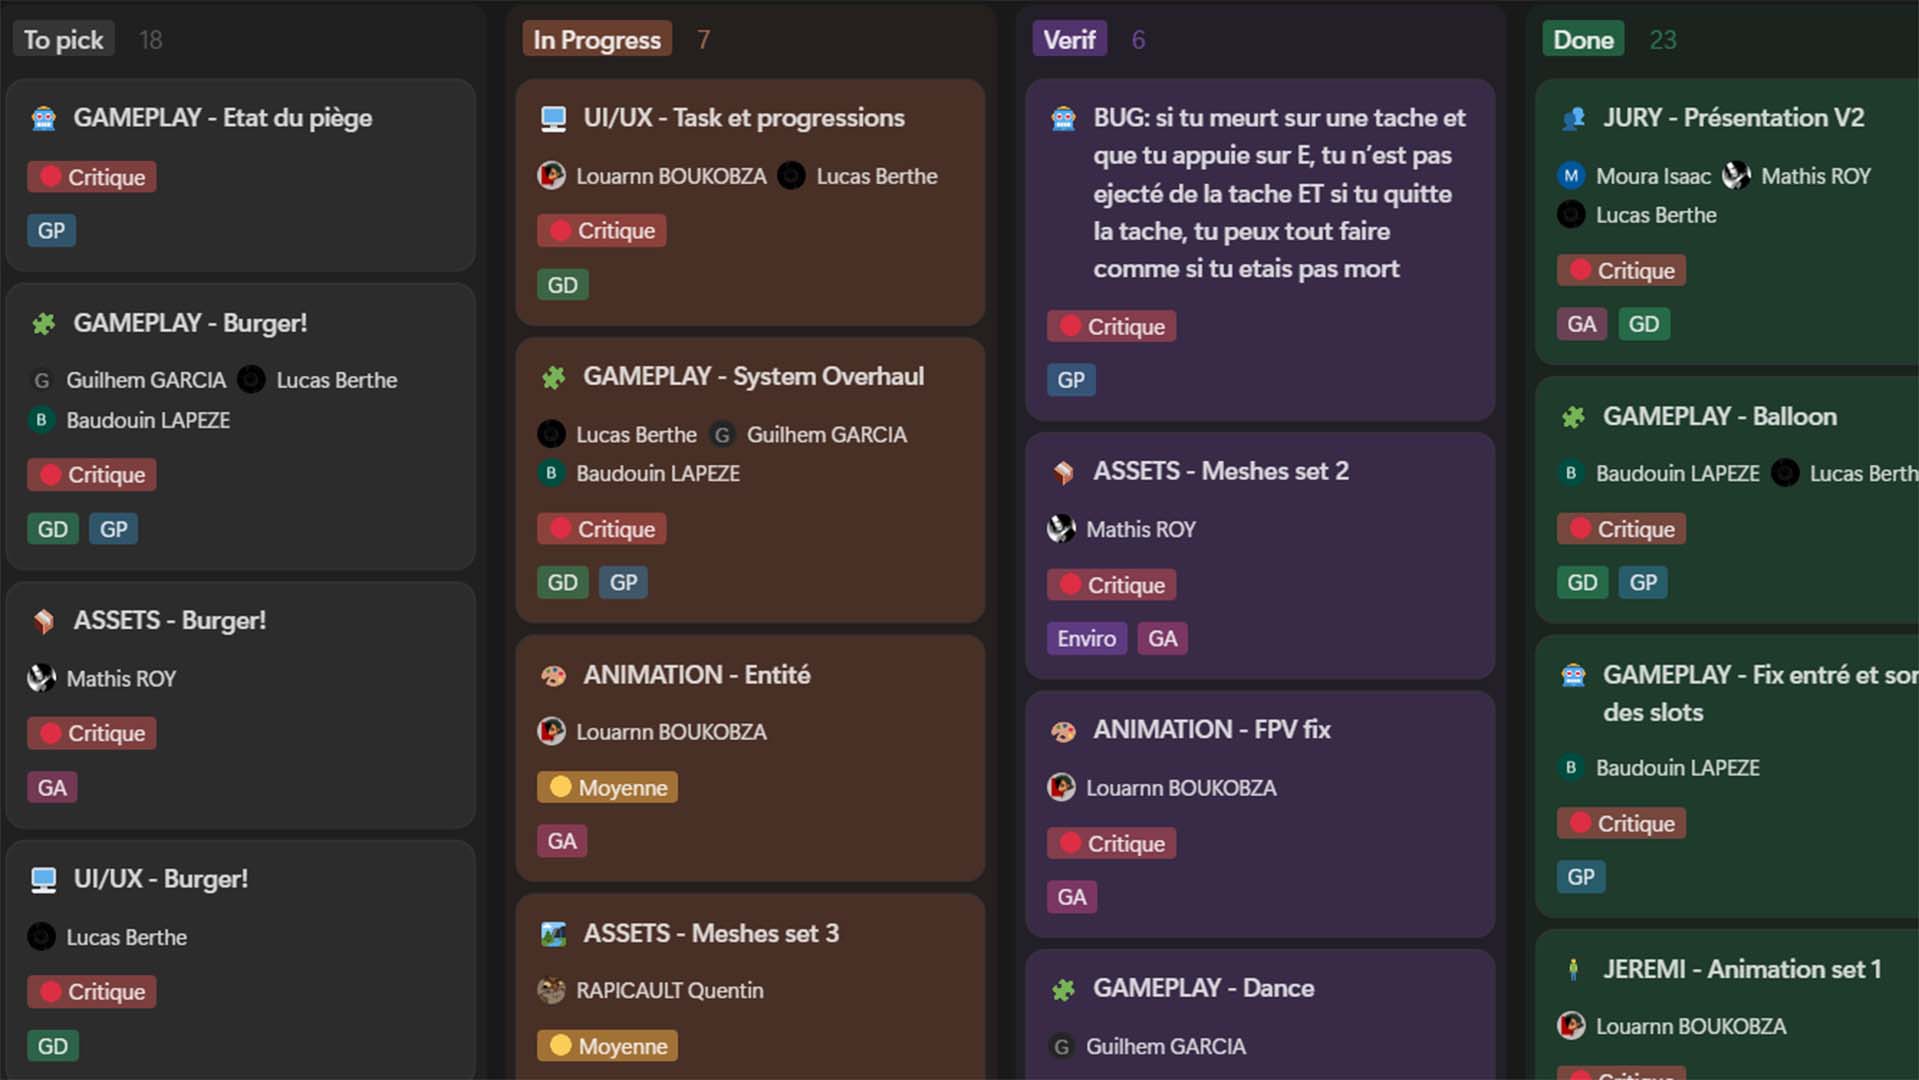 To pick 18
GAMEPLAY - Etat du piège
Critique
GP
GAMEPLAY - Burger!
G Guilhem GARCIA Lucas Berthe
B Baudouin LAPEZE
Critique
GD GP
ASSETS - Burger!
Mathis ROY
Critique
GA
UI/UX - Burger!
Lucas Berthe
Critique
GD
In Progress 7
UI/UX - Task et progressions
Louarnn BOUKOBZA Lucas Berthe
Critique
GD
GAMEPLAY - System Overhaul
Lucas Berthe G Guilhem GARCIA
B Baudouin LAPEZE
Critique
GD GP
ANIMATION - Entité
Louarnn BOUKOBZA
Moyenne
GA
ASSETS - Meshes set 3
RAPICAULT Quentin
Moyenne
Verif 6
BUG: si tu meurt sur une tache et
que tu appuie sur E, tu n’est pas
ejecté de la tache ET si tu quitte
la tache, tu peux tout faire
comme si tu etais pas mort
Critique
GP
ASSETS - Meshes set 2
Mathis ROY
Critique
Enviro GA
ANIMATION - FPV fix
Louarnn BOUKOBZA
Critique
GA
GAMEPLAY - Dance
G Guilhem GARCIA
Done 23
JURY - Présentation V2
M Moura Isaac Mathis ROY
Lucas Berthe
Critique
GA GD
GAMEPLAY - Balloon
B Baudouin LAPEZE Lucas Berth
Critique
GD GP
GAMEPLAY - Fix entré et sor
des slots
B Baudouin LAPEZE
Critique
GP
JEREMI - Animation set 1
Louarnn BOUKOBZA